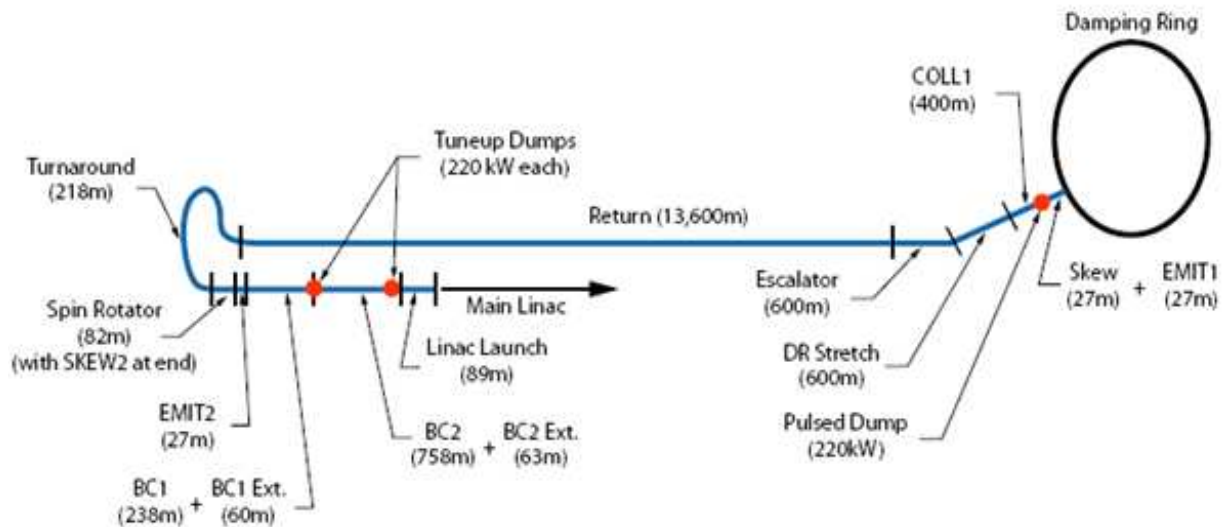 Damping Ring
COLL1
(400m)
Tuneup Dumps
(220 kW each)
Turnaround
(218m)
Return (13,600m)
Escalator
(600m)
Skew + EMIT1
(27m) (27m)
Spin Rotator
(82m)
(with SKEW2 at end)
Main Linac
Linac Launch
(89m)
DR Stretch
(600m)
EMIT2
(27m)
BC2 + BC2 Ext.
(758m) (63m)
Pulsed Dump
(220kW)
BC1 + BC1 Ext.
(238m) (60m)